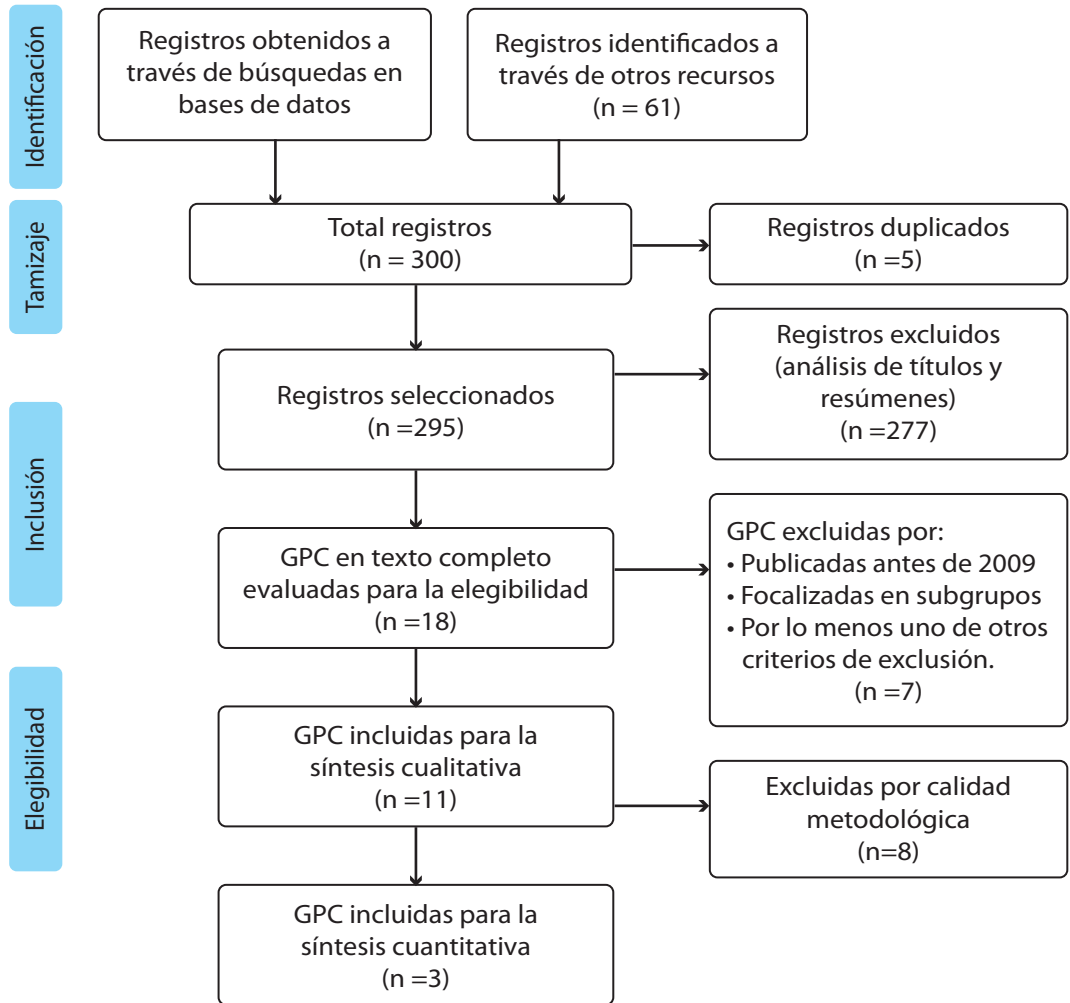 Identificación
Registros obtenidos a
través de búsquedas en
bases de datos
Registros identificados a
través de otros recursos
(n = 61)
Tamizaje
Total registros
(n = 300)
Registros duplicados
(n =5)
Registros seleccionados
(n =295)
Registros excluidos
(análisis de títulos y
resúmenes)
(n =277)
Inclusión
GPC en texto completo
evaluadas para la elegibilidad
(n =18)
GPC excluidas por:
• Publicadas antes de 2009
• Focalizadas en subgrupos
• Por lo menos uno de otros
criterios de exclusión.
(n =7)
Elegibilidad
GPC incluidas para la
síntesis cualitativa
(n =11)
Excluidas por calidad
metodológica
(n=8)
GPC incluidas para la
síntesis cuantitativa
(n =3)